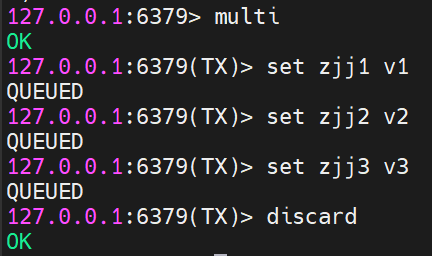 127.0.0.1:6379> multi
OK
127.0.0.1:6379(TX)> set zjj1 v1
QUEUED
127.0.0.1:6379(TX)> set zjj2 v2
QUEUED
127.0.0.1:6379(TX)> set zjj3 v3
QUEUED
127.0.0.1:6379(TX)> discard
OK